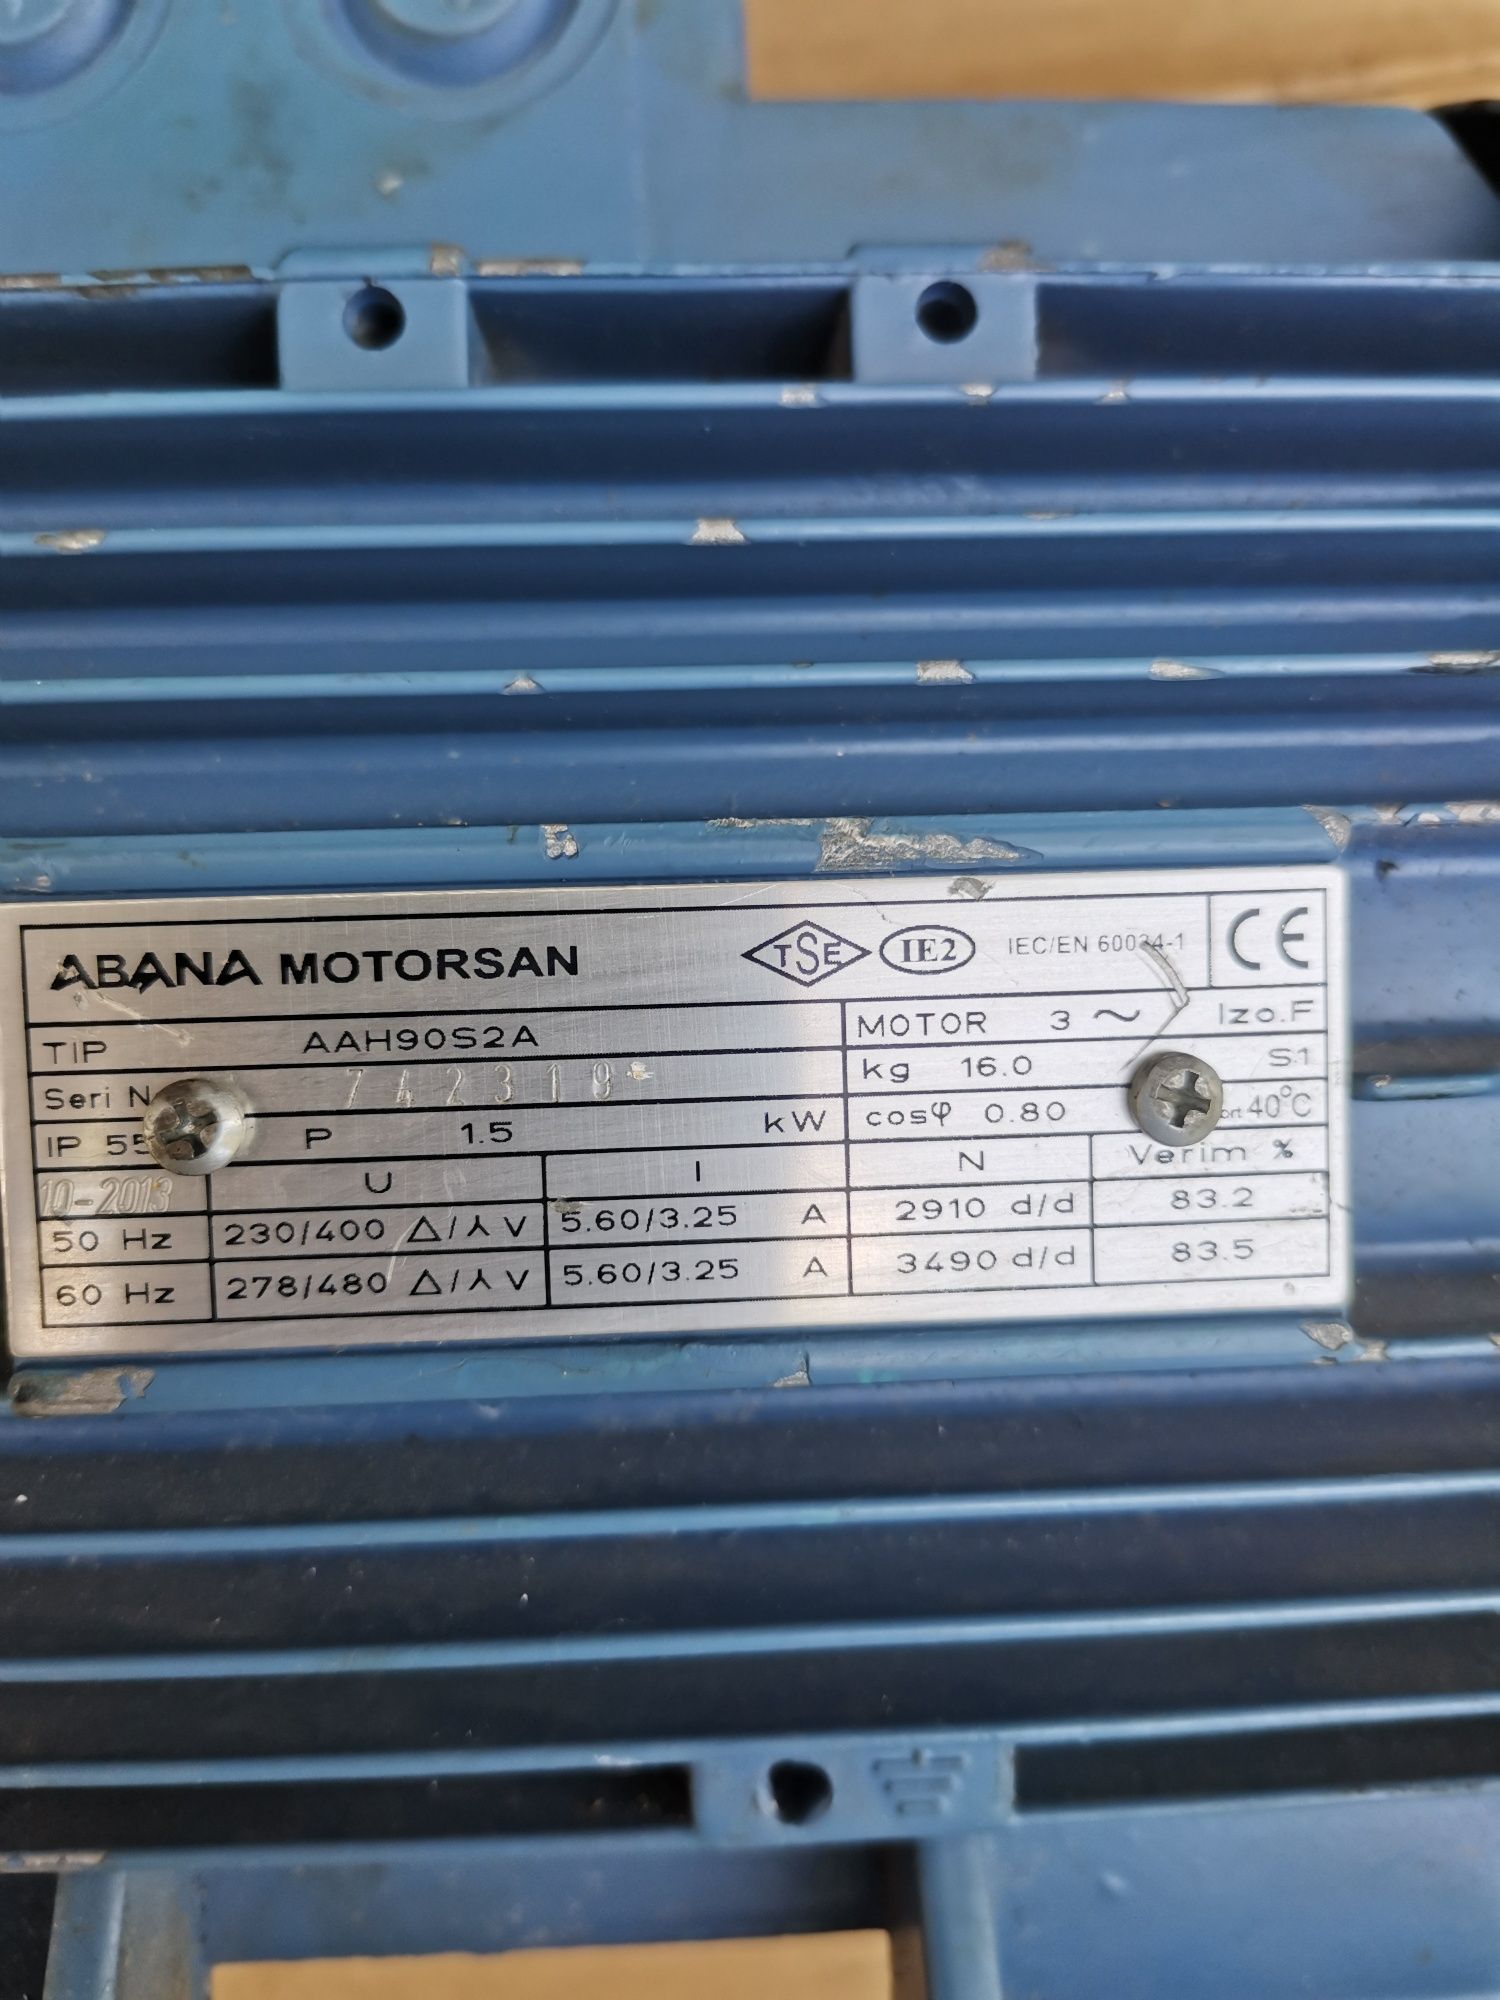 ABANA MOTORSAN TSE IE2 IEC/EN 60034-1 CE
TIP AAH90S2A MOTOR 3 ~ Izo.F
Seri N 742319 kg 16.0 S1
IP 55 P 1.5 kW cosφ 0.80 ort 40°C
10-2013 U I N Verim %
50 Hz 230/400 Δ/⅄ V 5.60/3.25 A 2910 d/d 83.2
60 Hz 278/480 Δ/⅄ V 5.60/3.25 A 3490 d/d 83.5